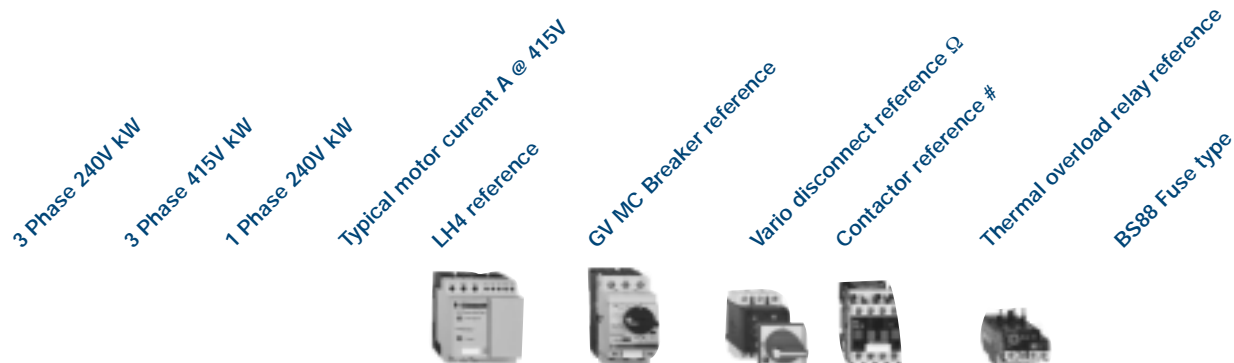 3 Phase 240V kW
3 Phase 415V kW
1 Phase 240V kW
Typical motor current A @ 415V
LH4 reference
GV MC Breaker reference
Vario disconnect reference Ω
Contactor reference #
Thermal overload relay reference
BS88 Fuse type